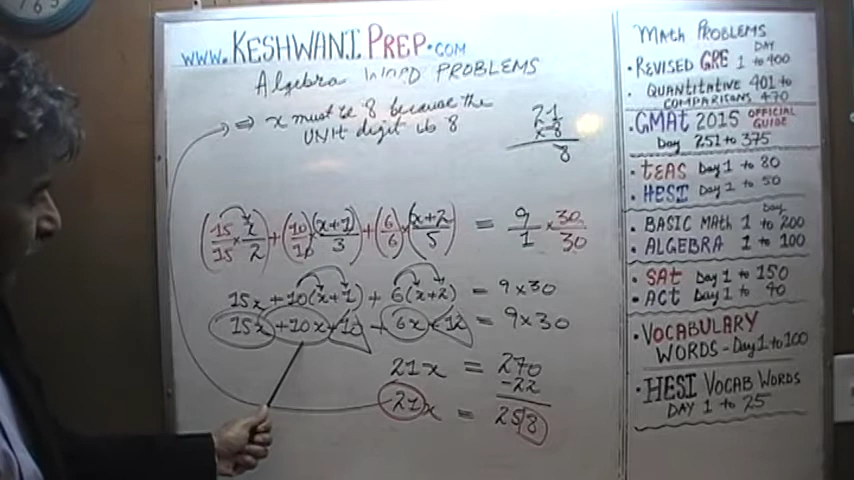 www.KESHWANIPREP.com
Algebra WORD PROBLEMS
⇒ x must be 8 because the
UNIT digit is 8
21
x 8
8
(15/15 × x/2) + (10/10 × (x+1)/3) + (6/6 × (x+2)/5) = 9/1 × 30/30
15x + 10(x+1) + 6(x+2) = 9×30
15x + 10x + 10 + 6x + 12 = 9×30
21x = 270
-22
21x = 258
Math PROBLEMS
• REVISED GRE DAY 1 to 400
• QUANTITATIVE 401 to
COMPARISONS 470
• GMAt 2015 OFFICIAL GUIDE
Day 251 to 375
• tEAS Day 1 to 80
• HESI Day 1 to 50
• BASIC Math Day 1 to 200
• ALGEBRA 1 to 100
• SAt Day 1 to 150
• ACt Day 1 to 40
• VOCABULARY
WORDS - Day 1 to 100
• HESI VOCAB WORDS
DAY 1 to 25